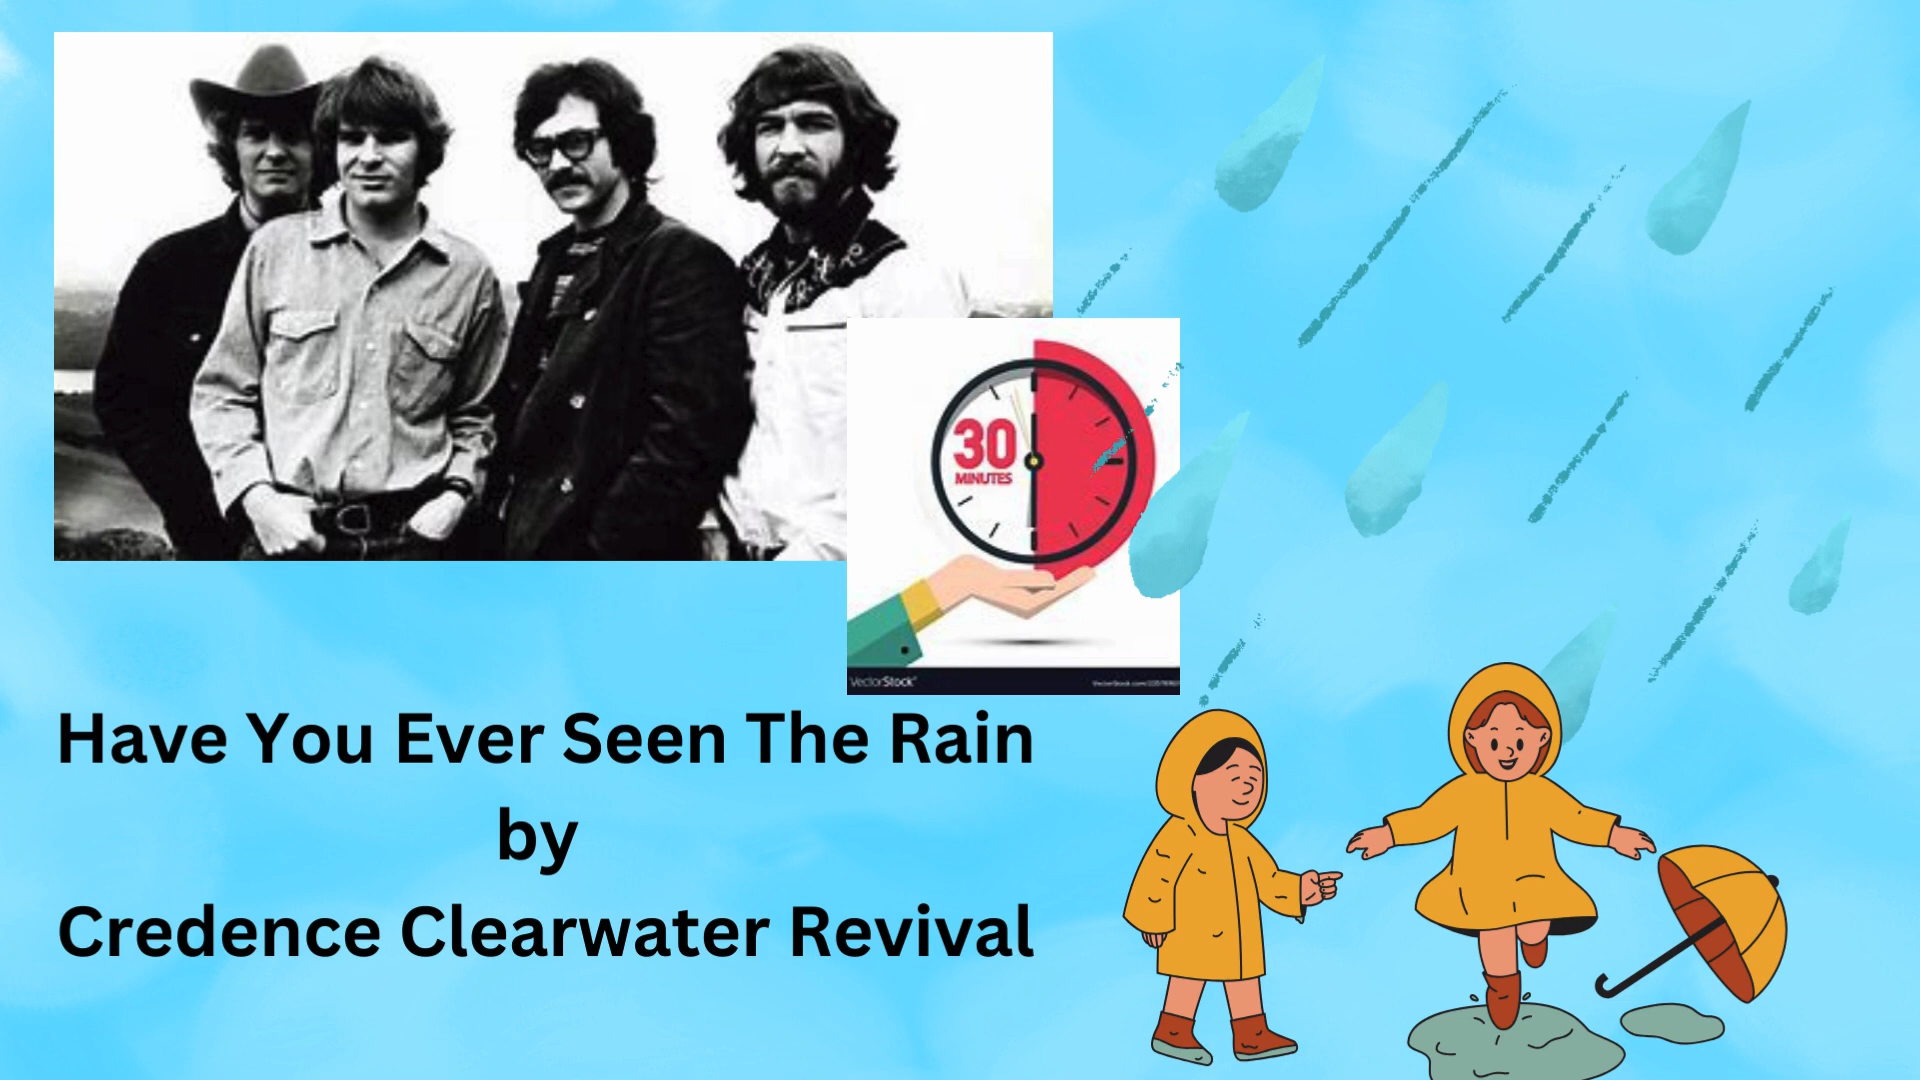 30
MINUTES
VectorStock®
Have You Ever Seen The Rain
by
Credence Clearwater Revival